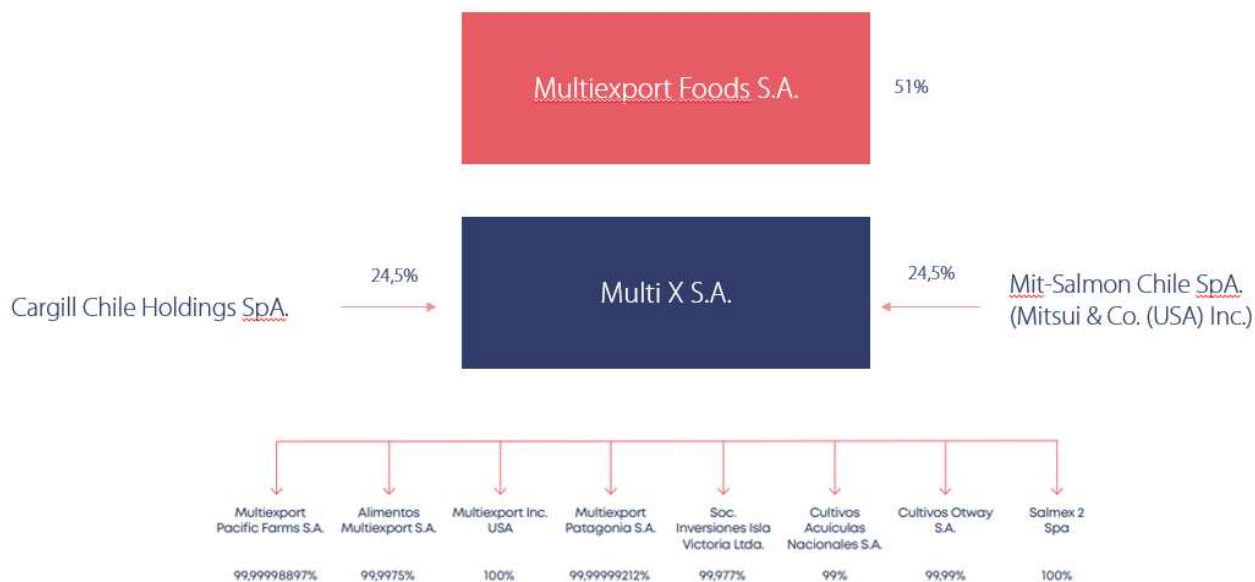 Multiexport Foods S.A.
51%
Cargill Chile Holdings SpA.
24,5%
Multi X S.A.
24,5%
Mit-Salmon Chile SpA.
(Mitsui & Co. (USA) Inc.)
Multiexport
Pacific Farms S.A.
99,99998897%
Alimentos
Multiexport S.A.
99,9975%
Multiexport Inc.
USA
100%
Multiexport
Patagonia S.A.
99,99999212%
Soc.
Inversiones Isla
Victoria Ltda.
99,977%
Cultivos
Acuículas
Nacionales S.A.
99%
Cultivos Otway
S.A.
99,99%
Salmex 2
Spa
100%